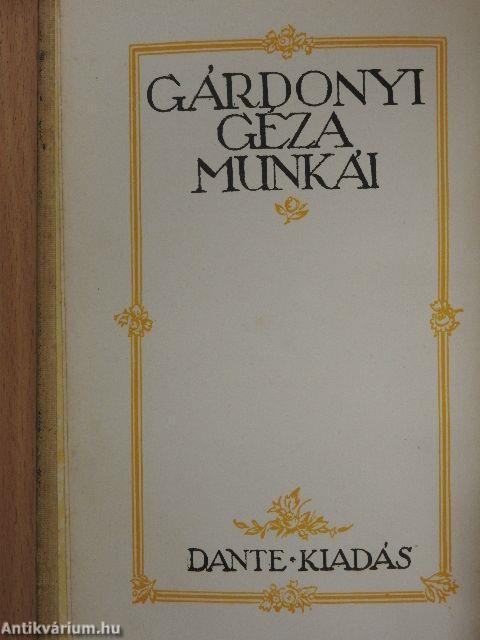 GÁRDONYI
GÉZA
MUNKÁI
DANTE · KIADÁS
Antikvárium.hu